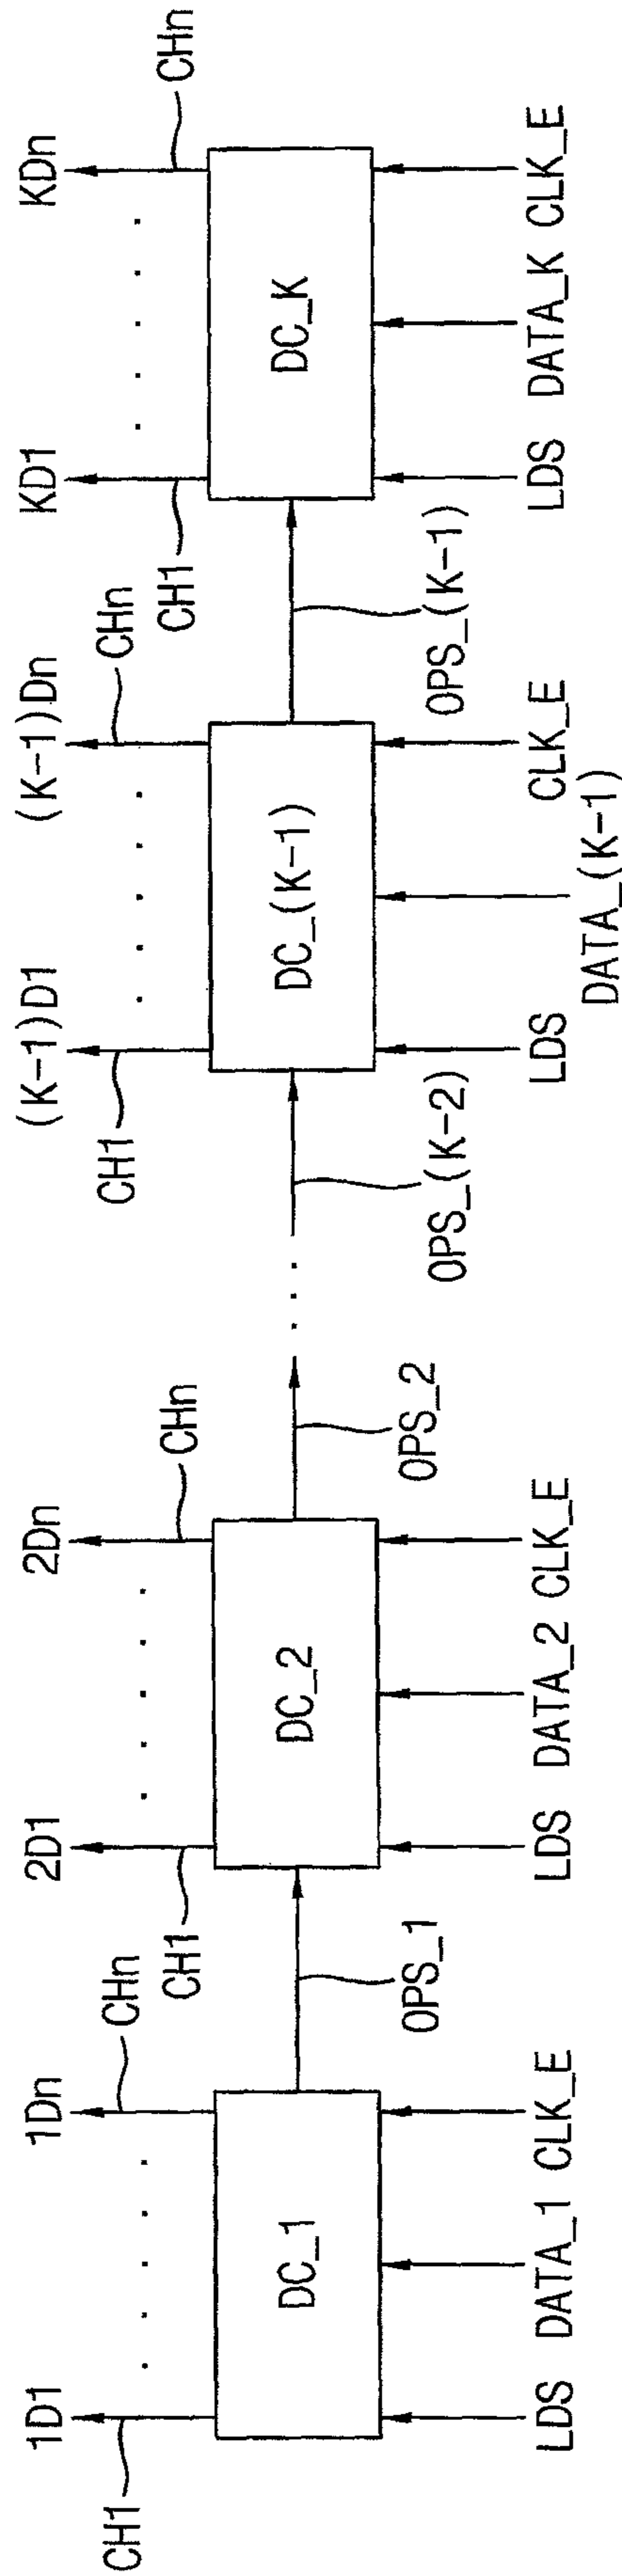 1D1
1Dn
2D1
2Dn
(K-1)D1
(K-1)Dn
KD1
KDn
CH1
CHn
CH1
CHn
CH1
CHn
CH1
CHn
DC_1
DC_2
DC_(K-1)
DC_K
OPS_1
OPS_2
OPS_(K-2)
OPS_(K-1)
LDS
DATA_1
CLK_E
LDS
DATA_2
CLK_E
LDS
DATA_(K-1)
CLK_E
LDS
DATA_K
CLK_E